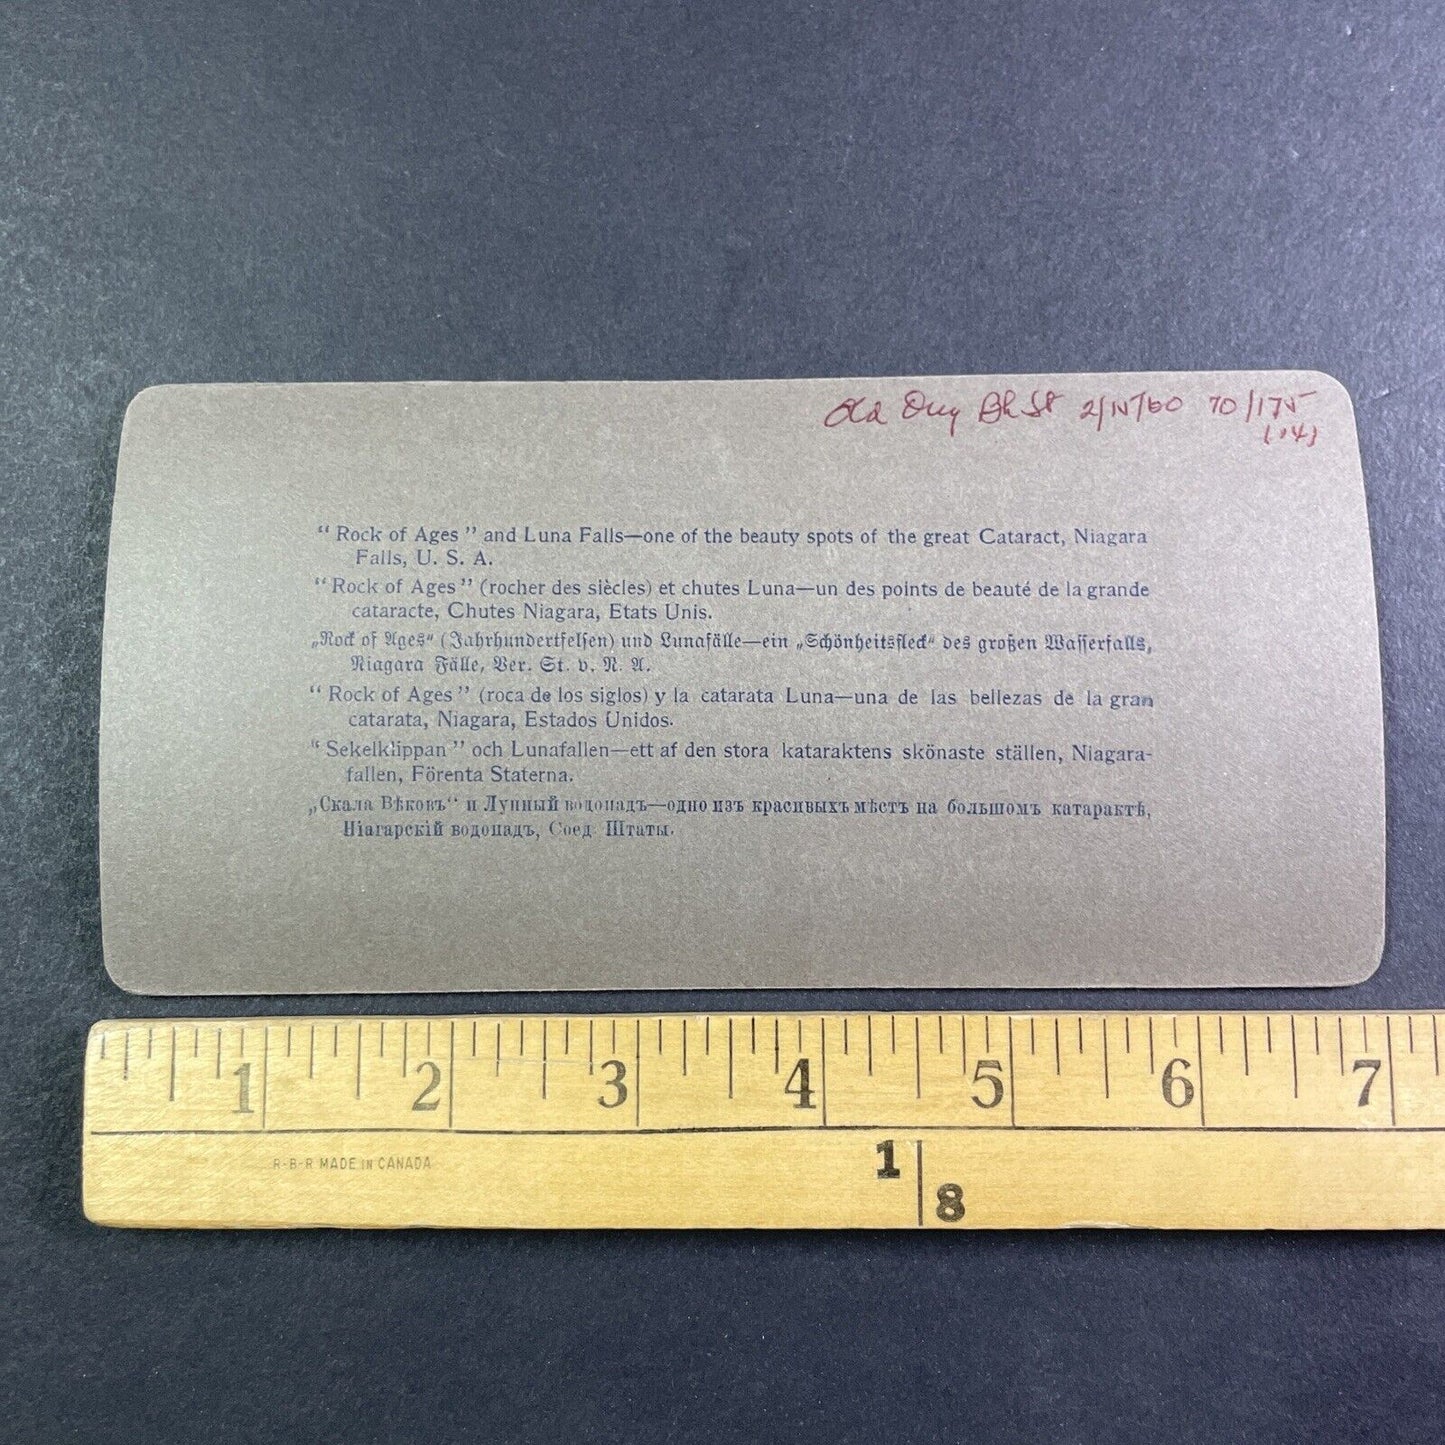 Old 2/15/60 70/175
(.14)
“ Rock of Ages ” and Luna Falls—one of the beauty spots of the great Cataract, Niagara
Falls, U. S. A.
“ Rock of Ages ” (rocher des siècles) et chutes Luna—un des points de beauté de la grande
cataracte, Chutes Niagara, Etats Unis.
„Rock of Ages“ (Jahrhundertfelsen) und Lunafälle—ein „Schönheitsfleck“ des großen Wasserfalls,
Niagara Fälle, Ver. St. v. N. A.
“ Rock of Ages ” (roca de los siglos) y la catarata Luna—una de las bellezas de la gran
catarata, Niagara, Estados Unidos.
“ Sekelklippan ” och Lunafallen—ett af den stora kataraktens skönaste ställen, Niagara-
fallen, Förenta Staterna.
„Скала Вѣковъ“ и Лунный водопадъ—одно изъ красивыхъ мѣстъ на большомъ катарактѣ,
Ніагарскій водопадъ, Соед. Штаты.
1 2 3 4 5 6 7
R-B-R MADE IN CANADA
1
8